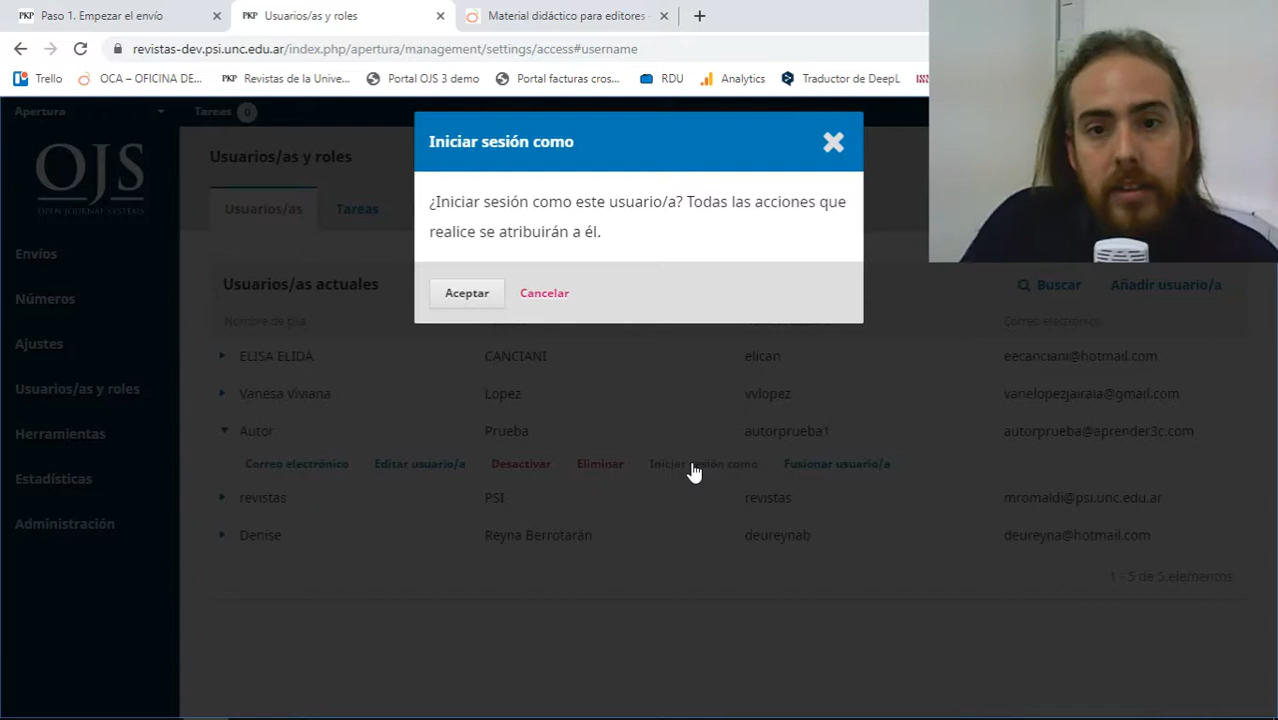 Paso 1. Empezar el envío
Usuarios/as y roles
Material didáctico para editores
revistas-dev.psi.unc.edu.ar/index.php/apertura/management/settings/access#username
Trello
OCA – OFICINA DE...
Revistas de la Unive...
Portal OJS 3 demo
Portal facturas cros...
RDU
Analytics
Traductor de DeepL
Apertura
Tareas 0
OJS
OPEN JOURNAL SYSTEMS
Envíos
Números
Ajustes
Usuarios/as y roles
Herramientas
Estadísticas
Administración
Usuarios/as y roles
Usuarios/as
Tareas
Iniciar sesión como
¿Iniciar sesión como este usuario/a? Todas las acciones que
realice se atribuirán a él.
Aceptar Cancelar
Usuarios/as actuales
Buscar Añadir usuario/a
Nombre de pila Correo electrónico
ELISA ELIDA CANCIANI elican eecanciani@hotmail.com
Vanesa Viviana Lopez vvlopez vanelopezjairala@gmail.com
Autor Prueba autorprueba1 autorprueba@aprender3c.com
Correo electrónico Editar usuario/a Desactivar Eliminar Iniciar sesión como Fusionar usuario/a
revistas PSI revistas mromaldi@psi.unc.edu.ar
Denise Reyna Berrotarán deureynab deureyna@hotmail.com
1 - 5 de 5 elementos